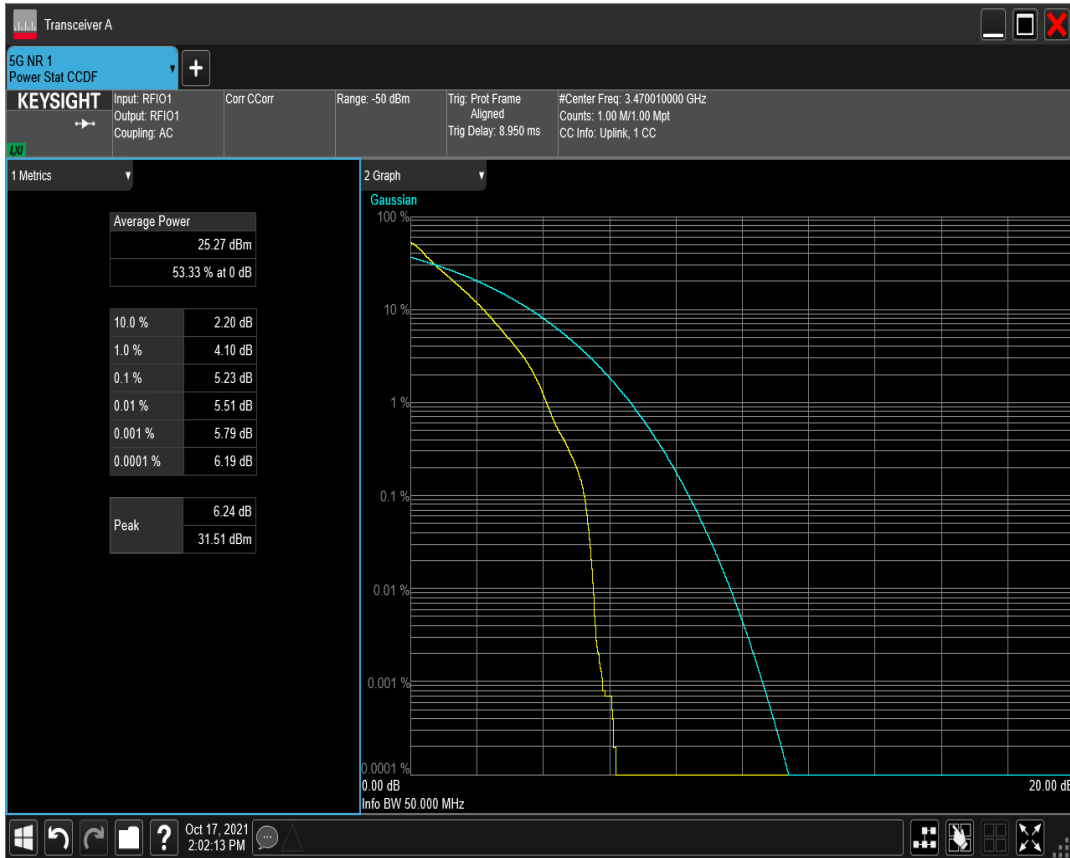 Transceiver A
5G NR 1
Power Stat CCDF
KEYSIGHT
LXI
Input: RFIO1
Output: RFIO1
Coupling: AC
Corr CCorr
Range: -50 dBm
Trig: Prot Frame
Aligned
Trig Delay: 8.950 ms
#Center Freq: 3.470010000 GHz
Counts: 1.00 M/1.00 Mpt
CC Info: Uplink, 1 CC
1 Metrics
Average Power
25.27 dBm
53.33 % at 0 dB
10.0 % 2.20 dB
1.0 % 4.10 dB
0.1 % 5.23 dB
0.01 % 5.51 dB
0.001 % 5.79 dB
0.0001 % 6.19 dB
Peak 6.24 dB
31.51 dBm
2 Graph
Gaussian
100 %
10 %
1 %
0.1 %
0.01 %
0.001 %
0.0001 %
0.00 dB 20.00 dB
Info BW 50.000 MHz
?
Oct 17, 2021
2:02:13 PM